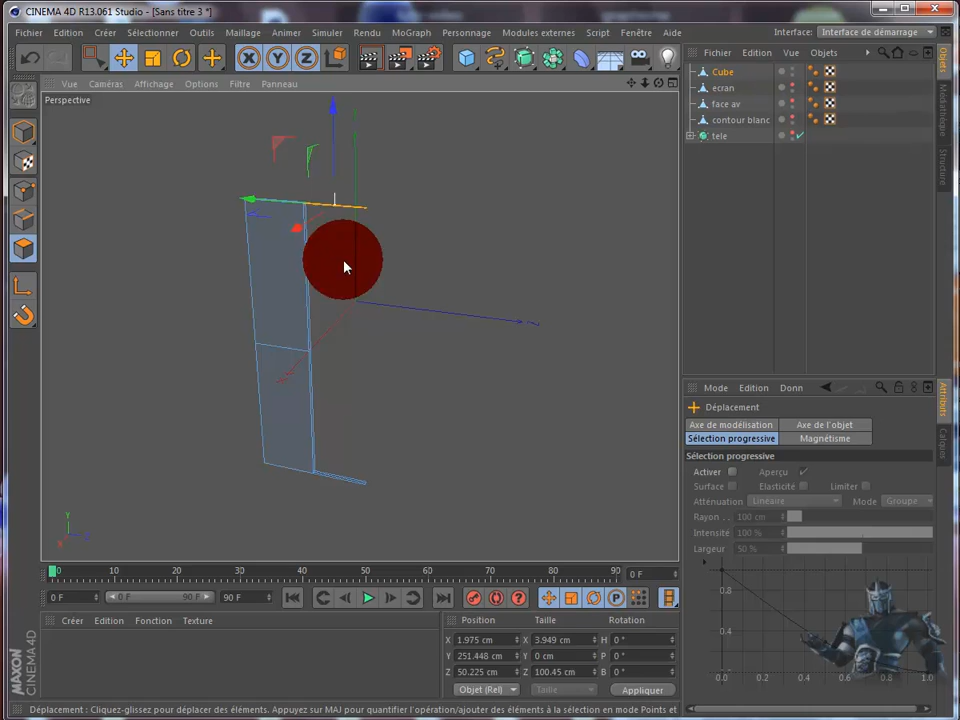 CINEMA 4D R13.061 Studio - [Sans titre 3 *]
Fichier Edition Créer Sélectionner Outils Maillage Animer Simuler Rendu MoGraph Personnage Modules externes Script Fenêtre Aide Interface: Interface de démarrage
Fichier Edition Vue Objets
Cube
ecran
face av
contour blanc
tele
Objets
Médiathèque
Structure
Vue Caméras Affichage Options Filtre Panneau
Perspective
Y
Mode Edition Donn
Déplacement
Axe de modélisation Axe de l'objet
Sélection progressive Magnétisme
Sélection progressive
Activer Aperçu
Surface Elasticité Limiter
Atténuation Linéaire Mode Groupe
Rayon . . 100 cm
Intensité 100 %
Largeur 50 %
0.8
0.4
0.0 0.2 0.4 0.6 0.8 1.0
Attributs
Calques
0 10 20 30 40 50 60 70 80 90 0 F
0 F 0 F 90 F 90 F
Créer Edition Fonction Texture
Position Taille Rotation
X 1.975 cm X 3.949 cm H 0 °
Y 251.448 cm Y 0 cm P 0 °
Z 50.225 cm Z 100.45 cm B 0 °
Objet (Rel) Taille Appliquer
MAXON
CINEMA 4D
Déplacement : Cliquez-glissez pour déplacer des éléments. Appuyez sur MAJ pour quantifier l'opération/ajouter des éléments à la sélection en mode Points et